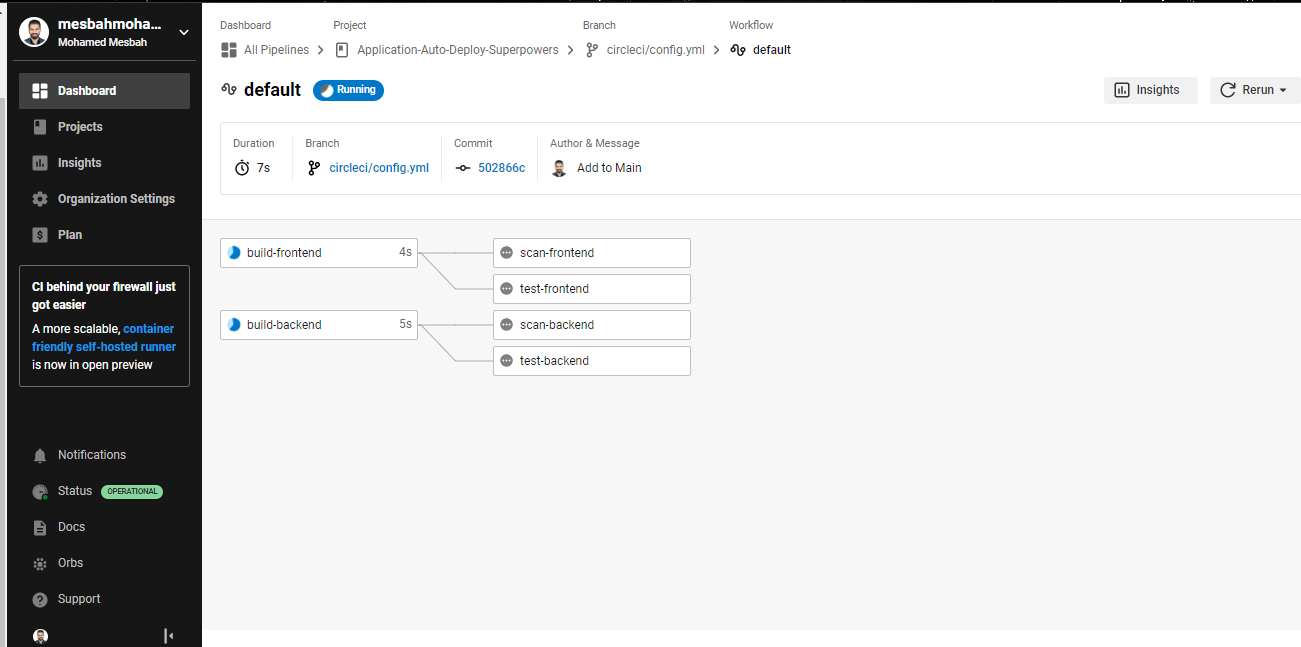 mesbahmoha...
Mohamed Mesbah
Dashboard
Projects
Insights
Organization Settings
$ Plan
CI behind your firewall just
got easier
A more scalable, container
friendly self-hosted runner
is now in open preview
Notifications
Status OPERATIONAL
Docs
Orbs
? Support
Dashboard Project Branch Workflow
All Pipelines > Application-Auto-Deploy-Superpowers > circleci/config.yml > default
default Running Insights Rerun
Duration Branch Commit Author & Message
7s circleci/config.yml 502866c Add to Main
build-frontend 4s scan-frontend
test-frontend
build-backend 5s scan-backend
test-backend